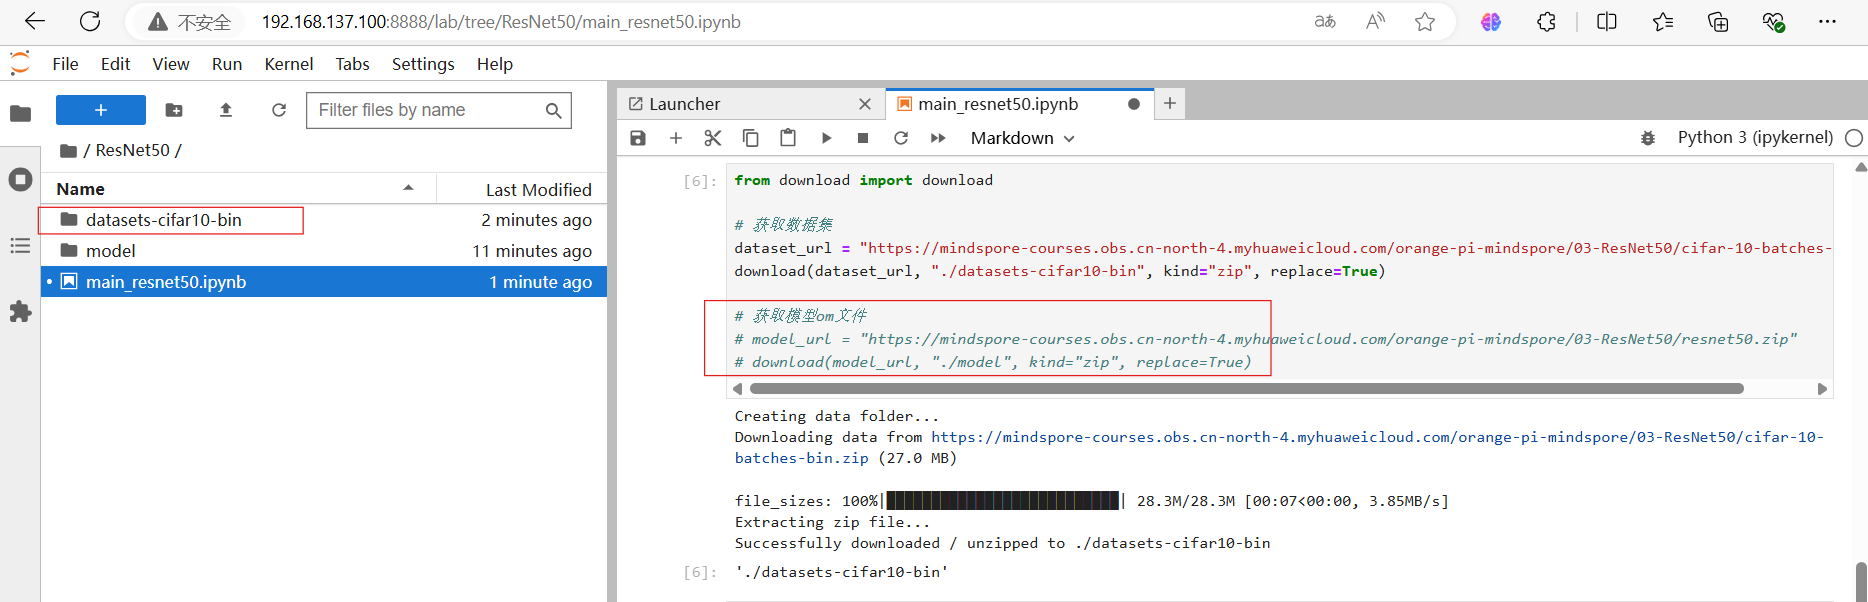 不安全 192.168.137.100:8888/lab/tree/ResNet50/main_resnet50.ipynb
File Edit View Run Kernel Tabs Settings Help
Filter files by name
/ ResNet50 /
Name Last Modified
datasets-cifar10-bin 2 minutes ago
model 11 minutes ago
main_resnet50.ipynb 1 minute ago
Launcher main_resnet50.ipynb
Markdown Python 3 (ipykernel)
[6]: from download import download
# 获取数据集
dataset_url = "https://mindspore-courses.obs.cn-north-4.myhuaweicloud.com/orange-pi-mindspore/03-ResNet50/cifar-10-batches-
download(dataset_url, "./datasets-cifar10-bin", kind="zip", replace=True)
# 获取模型om文件
# model_url = "https://mindspore-courses.obs.cn-north-4.myhuaweicloud.com/orange-pi-mindspore/03-ResNet50/resnet50.zip"
# download(model_url, "./model", kind="zip", replace=True)
Creating data folder...
Downloading data from https://mindspore-courses.obs.cn-north-4.myhuaweicloud.com/orange-pi-mindspore/03-ResNet50/cifar-10-
batches-bin.zip (27.0 MB)
file_sizes: 100%|██████████████████████████| 28.3M/28.3M [00:07<00:00, 3.85MB/s]
Extracting zip file...
Successfully downloaded / unzipped to ./datasets-cifar10-bin
[6]: './datasets-cifar10-bin'